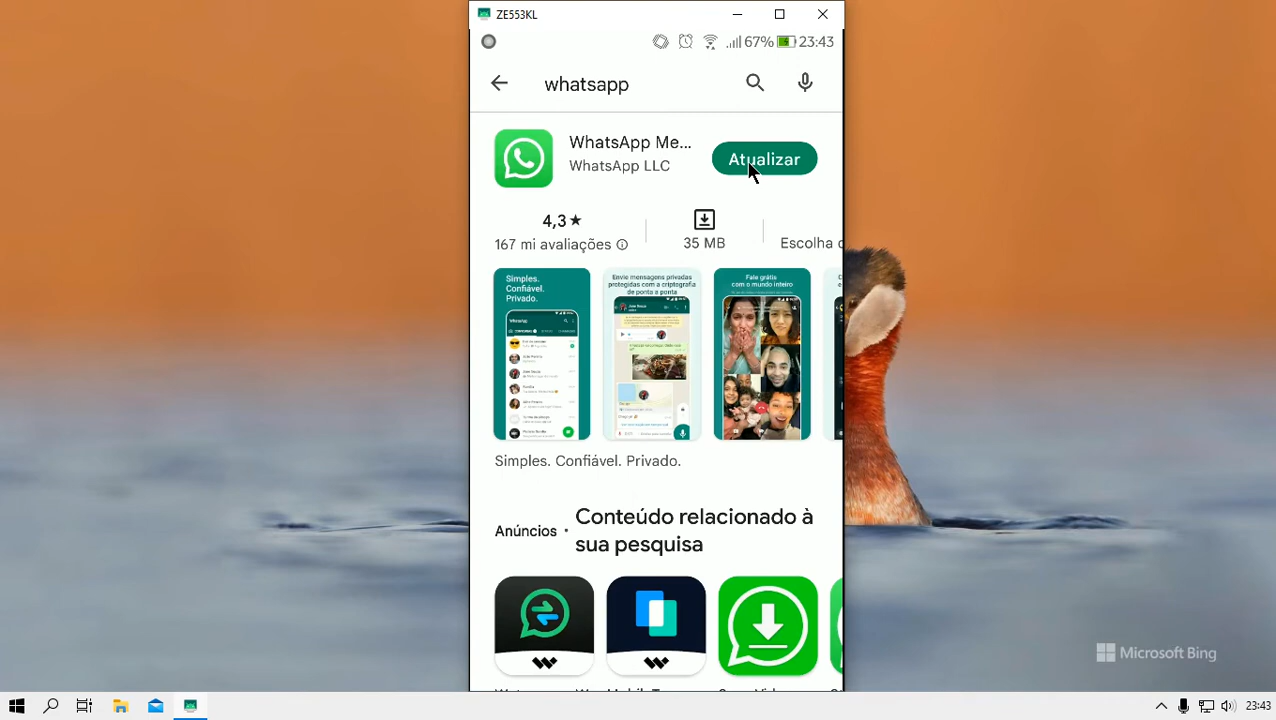 ZE553KL
67% 23:43
whatsapp
WhatsApp Me...
WhatsApp LLC
Atualizar
4,3★
167 mi avaliações
35 MB
Escolha
Simples.
Confiável.
Privado.
WhatsApp
Envie mensagens privadas
protegidas com a criptografia
de ponta a ponta
Fale grátis
com o mundo inteiro
Simples. Confiável. Privado.
Anúncios · Conteúdo relacionado à
sua pesquisa
Microsoft Bing
23:43